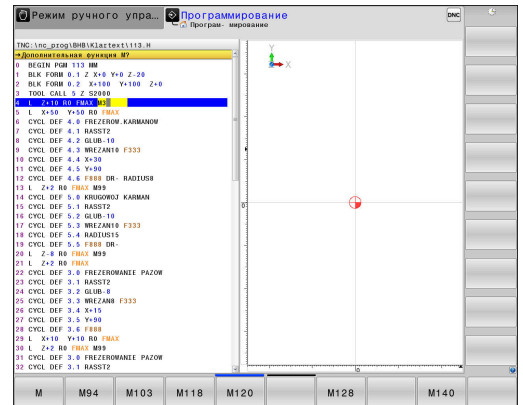 Режим ручного упра…
Программирование
Програм- мирование
DNC
TNC:\nc_prog\BHB\Klartext\113.H
→Дополнительная функция M?
0 BEGIN PGM 113 MM
1 BLK FORM 0.1 Z X+0 Y+0 Z-20
2 BLK FORM 0.2 X+100 Y+100 Z+0
3 TOOL CALL 5 Z S2000
4 L Z+10 R0 FMAX M3
5 L X+50 Y+50 R0 FMAX
6 CYCL DEF 4.0 FREZEROW.KARMANOW
7 CYCL DEF 4.1 RASST2
8 CYCL DEF 4.2 GLUB-10
9 CYCL DEF 4.3 WREZAN10 F333
10 CYCL DEF 4.4 X+30
11 CYCL DEF 4.5 Y+90
12 CYCL DEF 4.6 F888 DR- RADIUS8
13 L Z+2 R0 FMAX M99
14 CYCL DEF 5.0 KRUGOWOJ KARMAN
15 CYCL DEF 5.1 RASST2
16 CYCL DEF 5.2 GLUB-10
17 CYCL DEF 5.3 WREZAN10 F333
18 CYCL DEF 5.4 RADIUS15
19 CYCL DEF 5.5 F888 DR-
20 L Z-8 R0 FMAX M99
21 L Z+2 R0 FMAX
22 CYCL DEF 3.0 FREZEROWANIE PAZOW
23 CYCL DEF 3.1 RASST2
24 CYCL DEF 3.2 GLUB-8
25 CYCL DEF 3.3 WREZAN8 F333
26 CYCL DEF 3.4 X+15
27 CYCL DEF 3.5 Y+90
28 CYCL DEF 3.6 F888
29 L X+10 Y+10 R0 FMAX
30 L Z+2 R0 FMAX M99
31 CYCL DEF 3.0 FREZEROWANIE PAZOW
32 CYCL DEF 3.1 RASST2
Y
X
0
0
M M94 M103 M118 M120 M128 M140